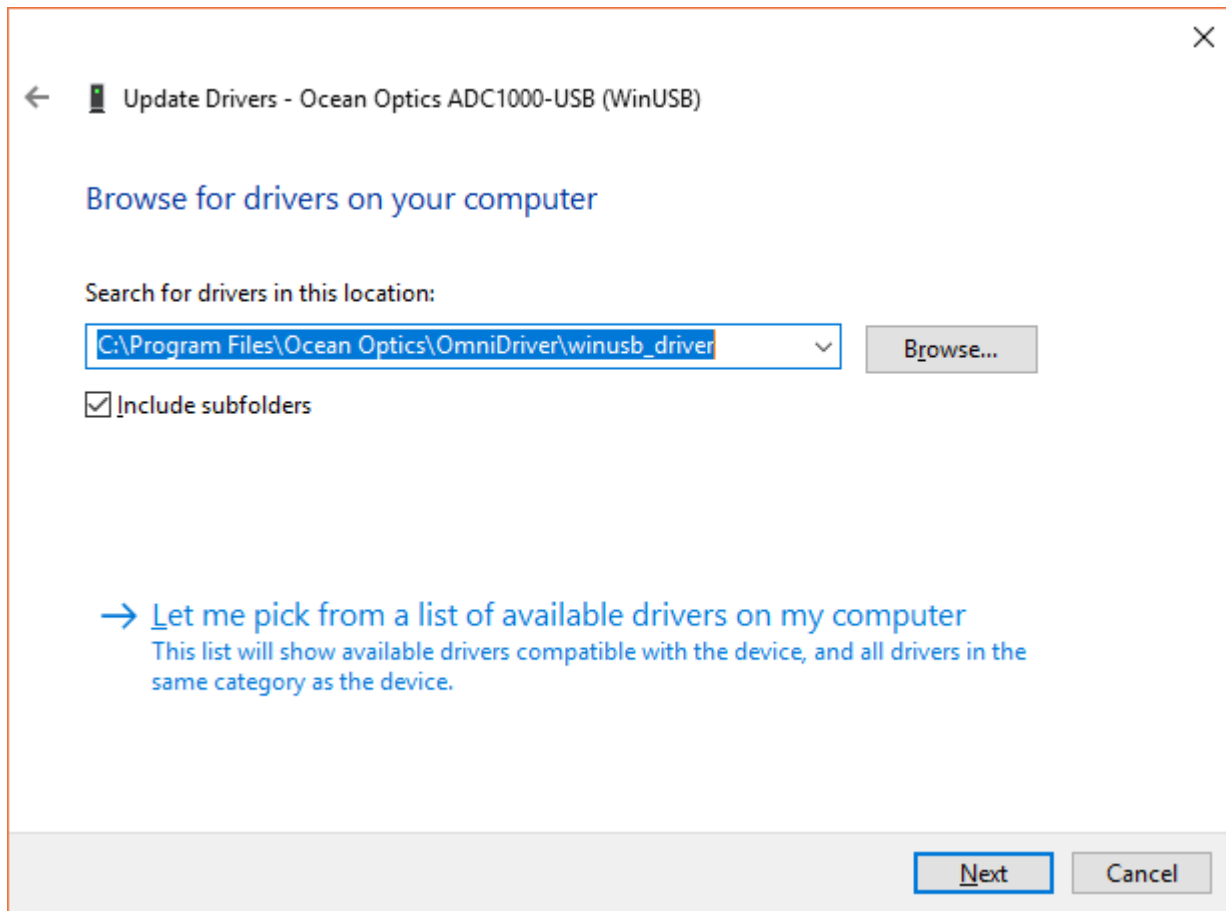 Update Drivers - Ocean Optics ADC1000-USB (WinUSB)
Browse for drivers on your computer
Search for drivers in this location:
C:\Program Files\Ocean Optics\OmniDriver\winusb_driver
Browse...
Include subfolders
Let me pick from a list of available drivers on my computer
This list will show available drivers compatible with the device, and all drivers in the
same category as the device.
Next
Cancel